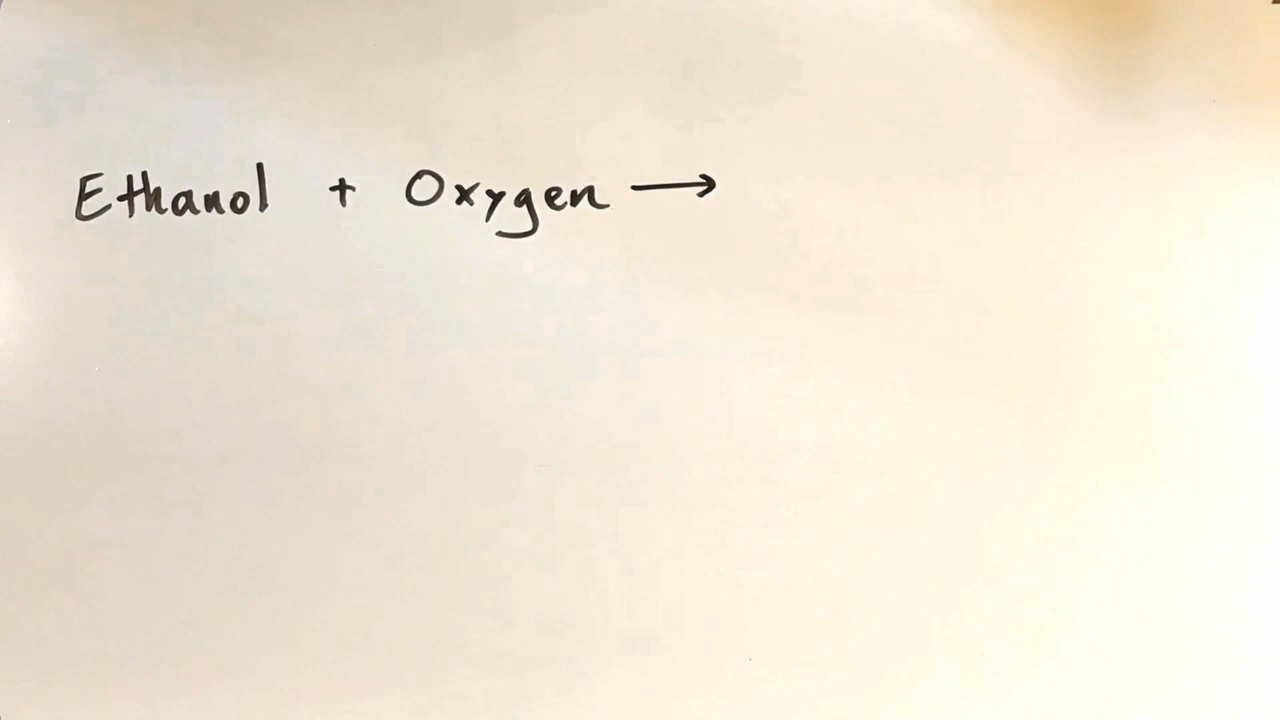 Ethanol + Oxygen →